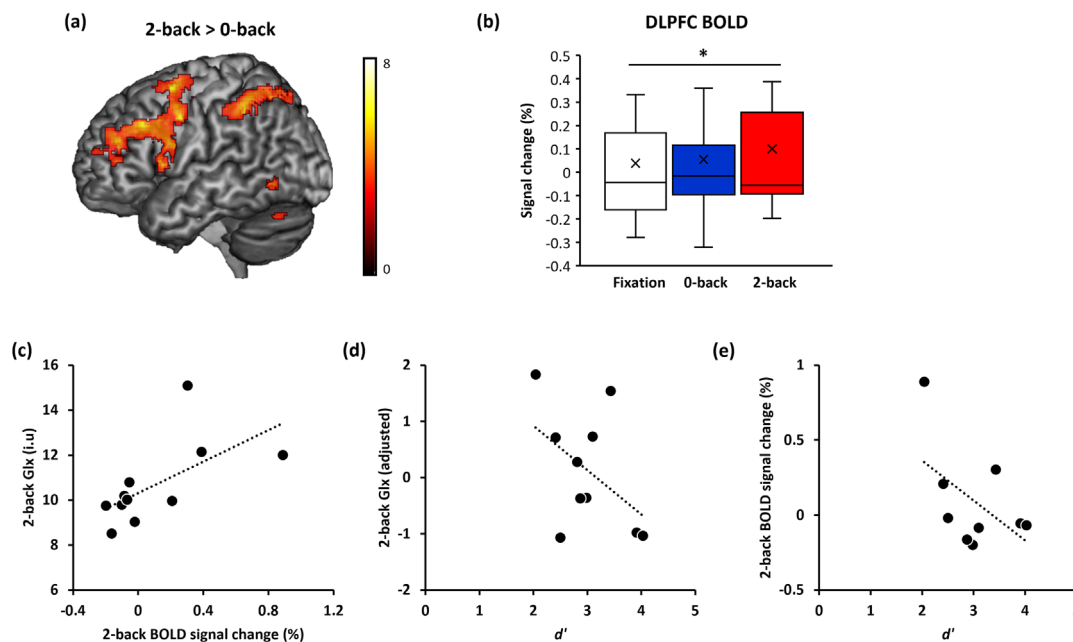 (a)
2-back > 0-back
8
0
(b)
DLPFC BOLD
*
Signal change (%)
0.5
0.4
0.3
0.2
0.1
0
-0.1
-0.2
-0.3
-0.4
Fixation 0-back 2-back
(c)
2-back Glx (i.u)
16
14
12
10
8
6
-0.4 0 0.4 0.8 1.2
2-back BOLD signal change (%)
(d)
2-back Glx (adjusted)
2
1
0
-1
-2
0 1 2 3 4 5
d'
(e)
2-back BOLD signal change (%)
1
0.5
0
-0.5
0 1 2 3 4
d'